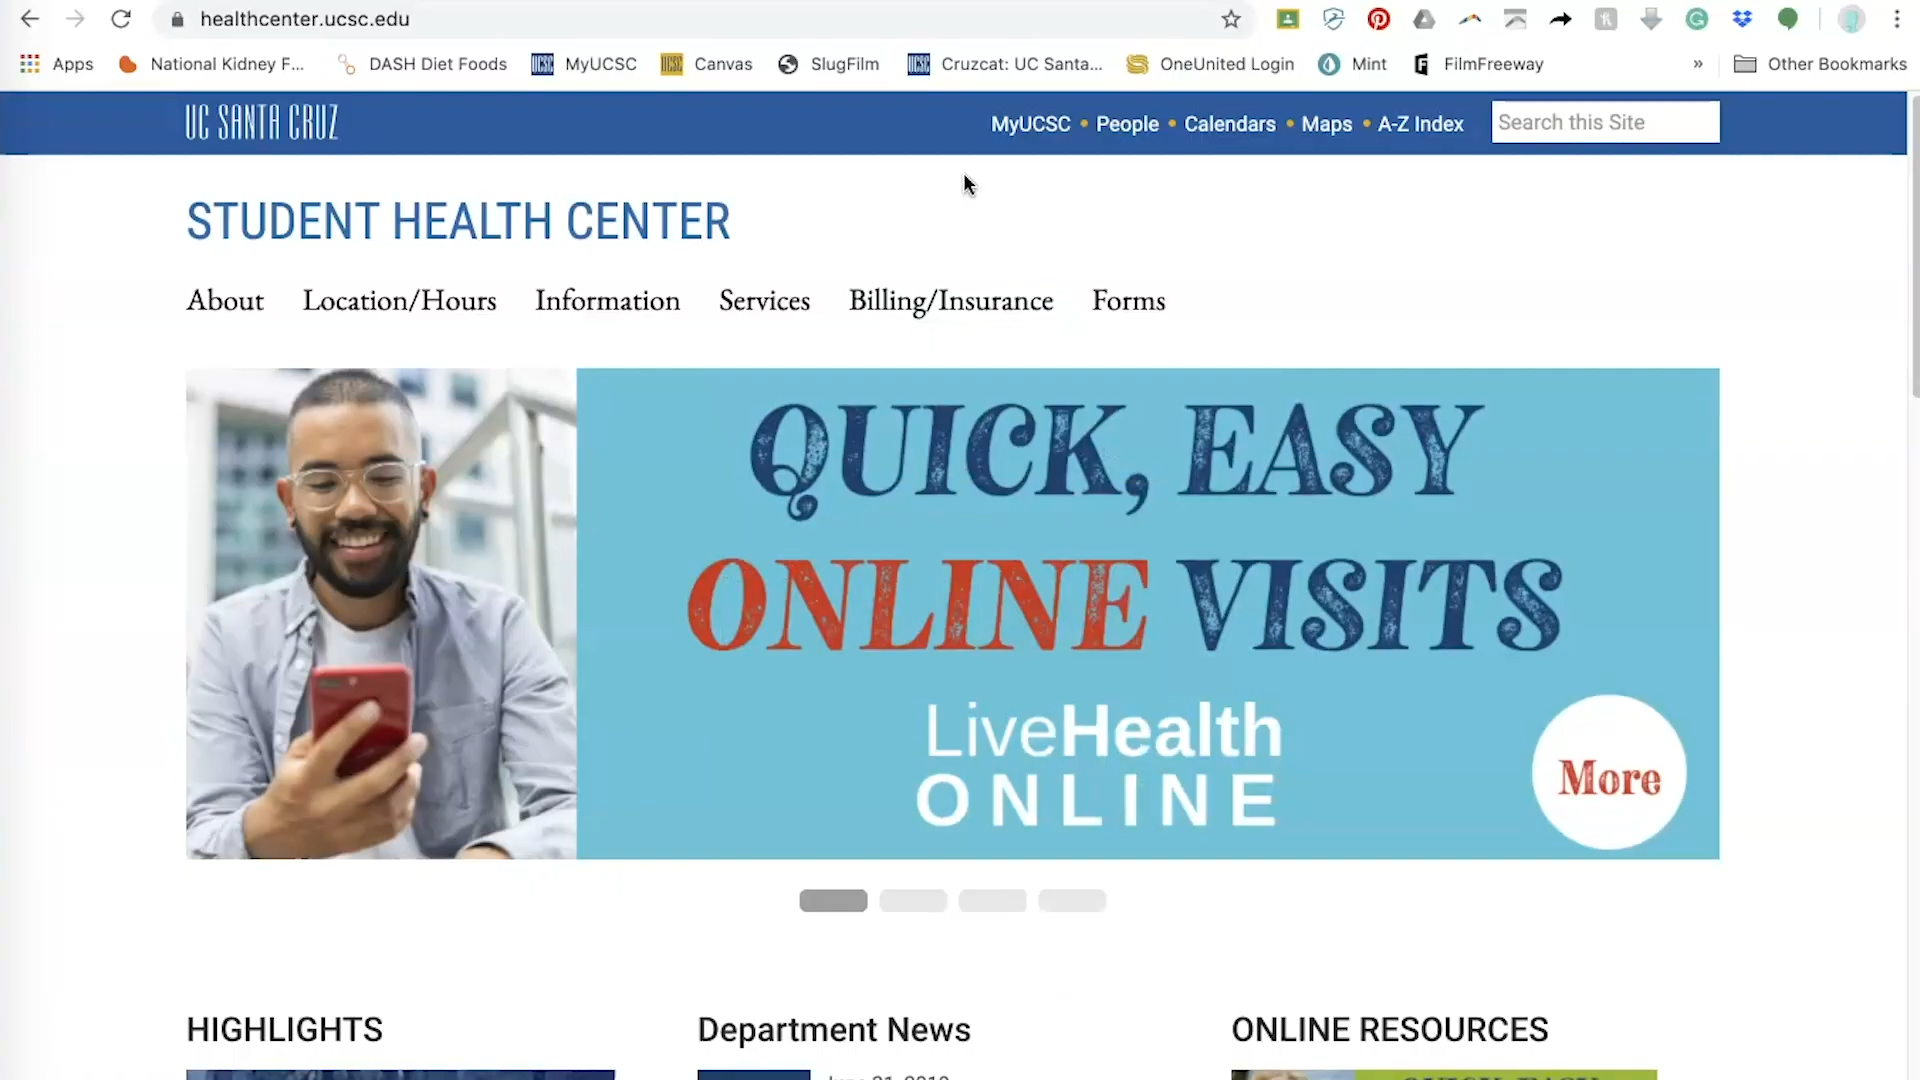 healthcenter.ucsc.edu
Apps National Kidney F... DASH Diet Foods MyUCSC Canvas SlugFilm Cruzcat: UC Santa... OneUnited Login Mint FilmFreeway » Other Bookmarks
UC SANTA CRUZ
MyUCSC • People • Calendars • Maps • A-Z Index Search this Site
STUDENT HEALTH CENTER
About Location/Hours Information Services Billing/Insurance Forms
QUICK, EASY
ONLINE VISITS
LiveHealth
ONLINE
More
HIGHLIGHTS Department News ONLINE RESOURCES